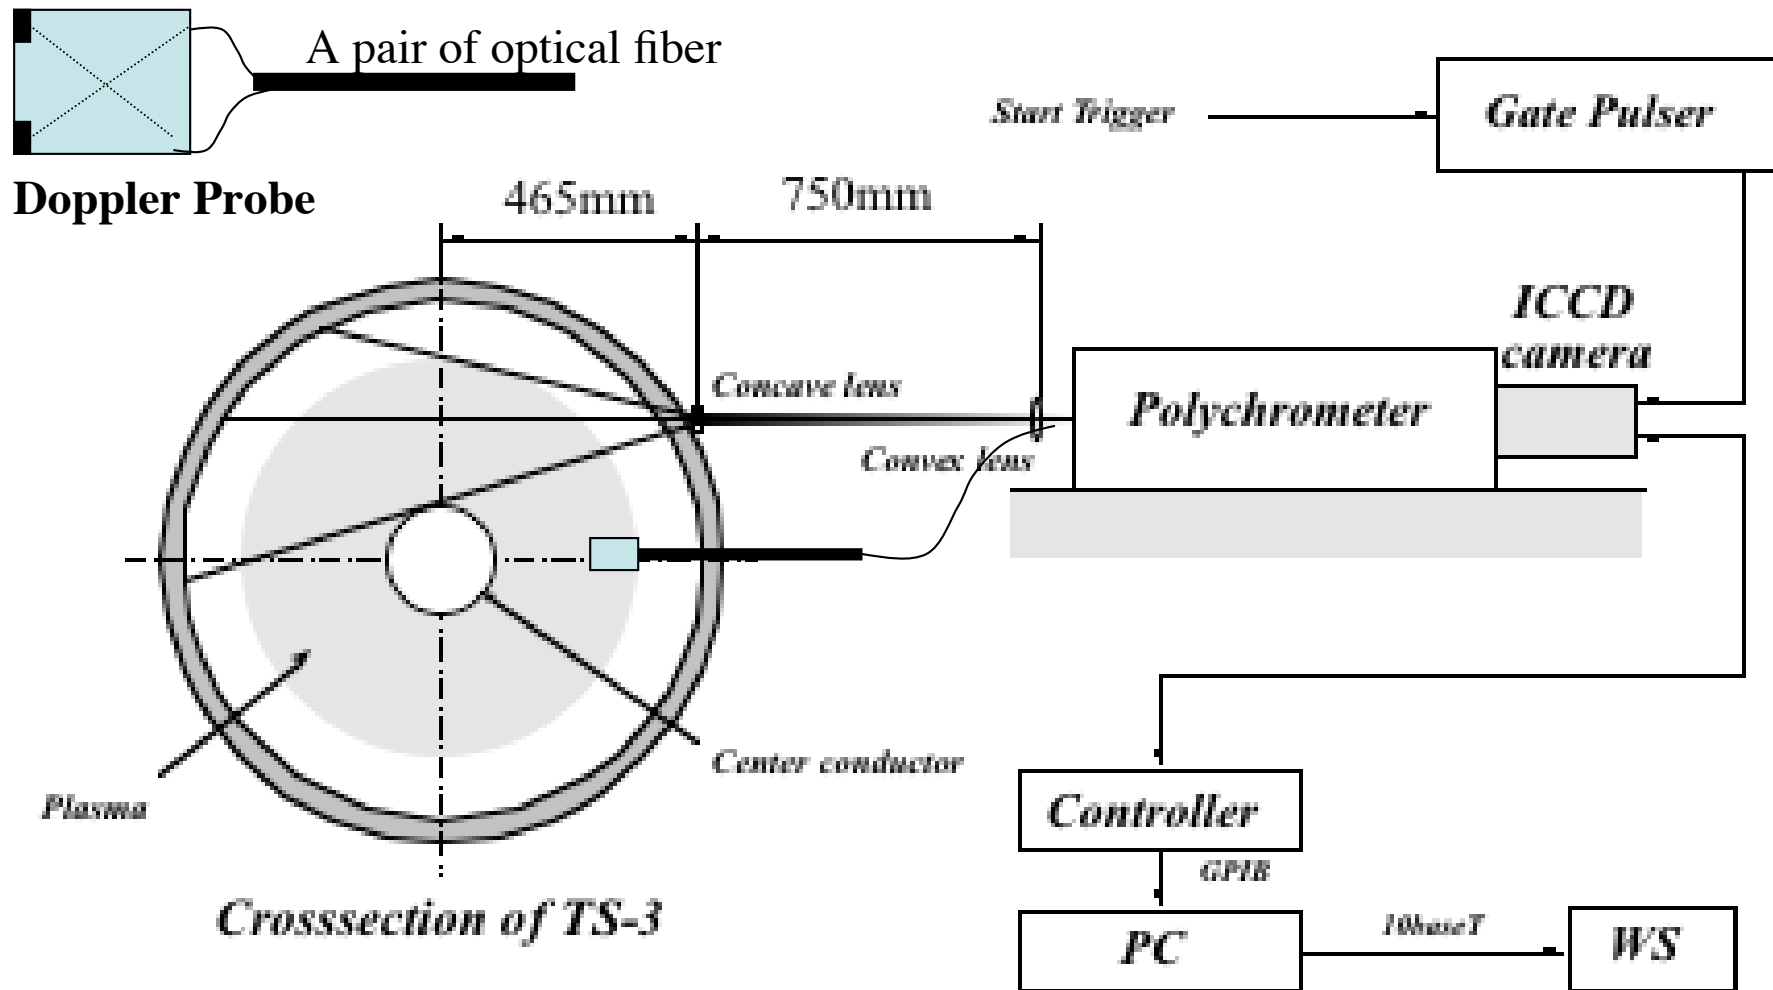 A pair of optical fiber
Start Trigger
Gate Pulser
Doppler Probe
465mm
750mm
ICCD
camera
Concave lens
Polychrometer
Convex lens
Center conductor
Plasma
Controller
GPIB
Crosssection of TS-3
PC
10baseT
WS